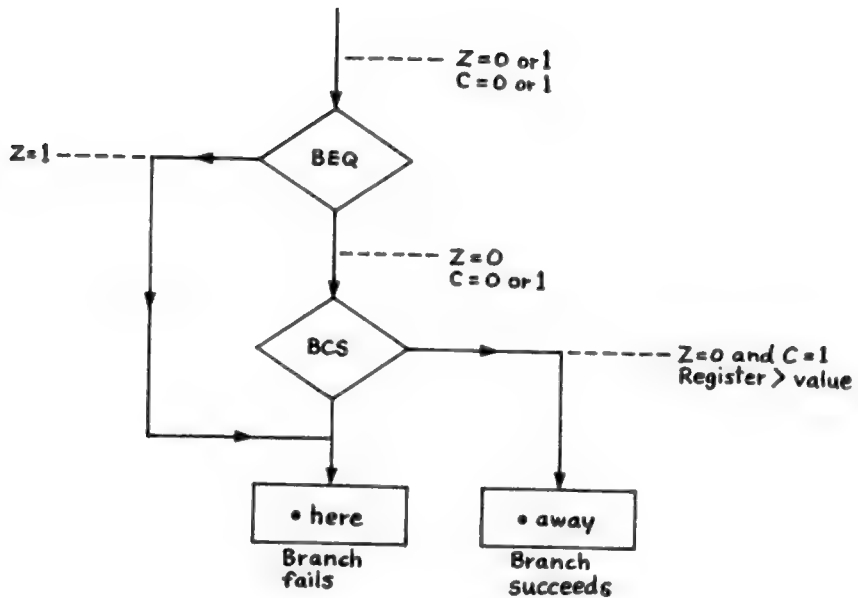 Z=0 or 1
C=0 or 1
BEQ
Z=1
Z=0
C=0 or 1
BCS
Z=0 and C=1
Register > value
• here
• away
Branch
fails
Branch
succeeds